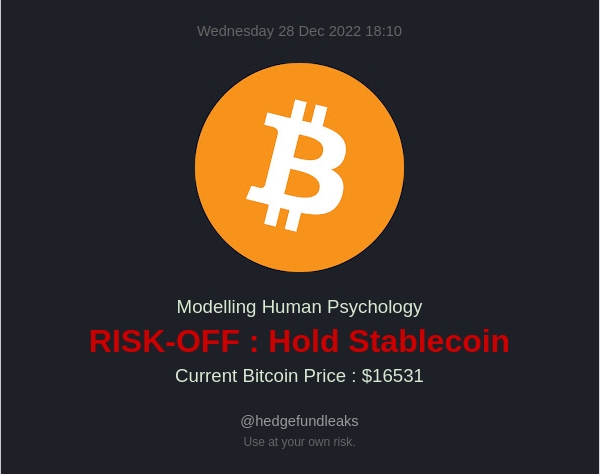 Wednesday 28 Dec 2022 18:10
Modelling Human Psychology
RISK-OFF : Hold Stablecoin
Current Bitcoin Price : $16531
@hedgefundleaks
Use at your own risk.